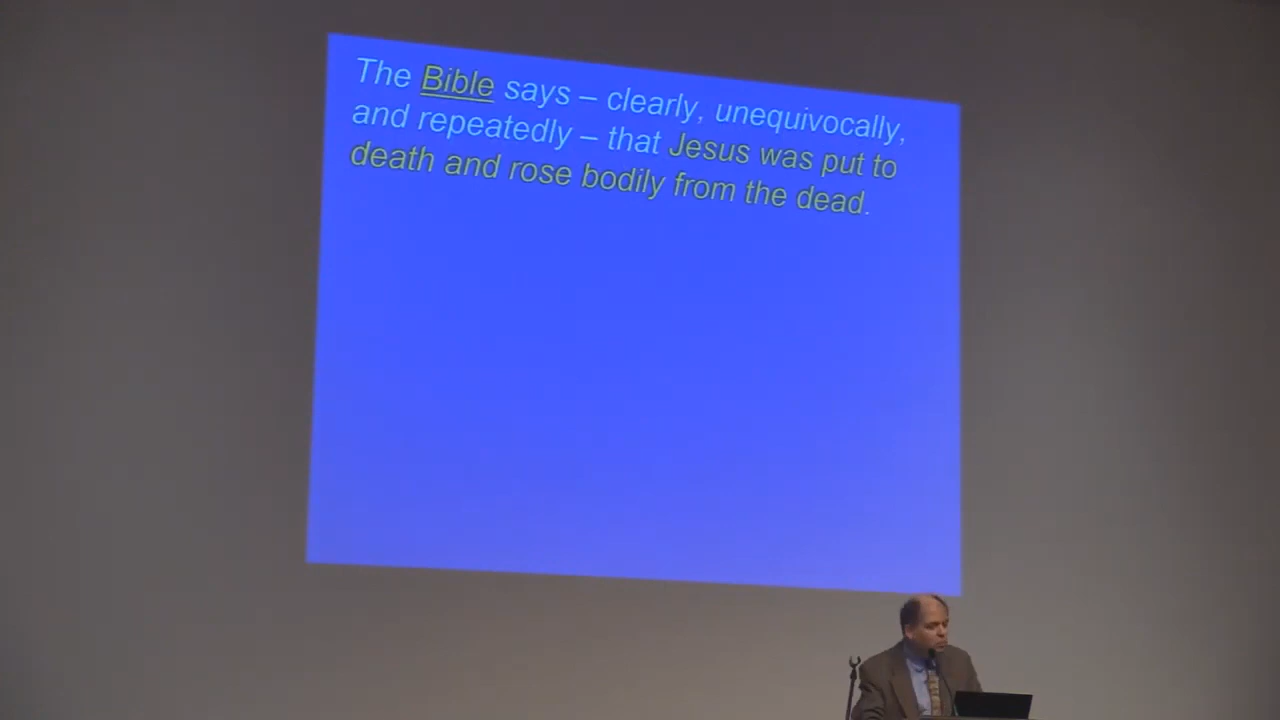 The Bible says – clearly, unequivocally,
and repeatedly – that Jesus was put to
death and rose bodily from the dead.